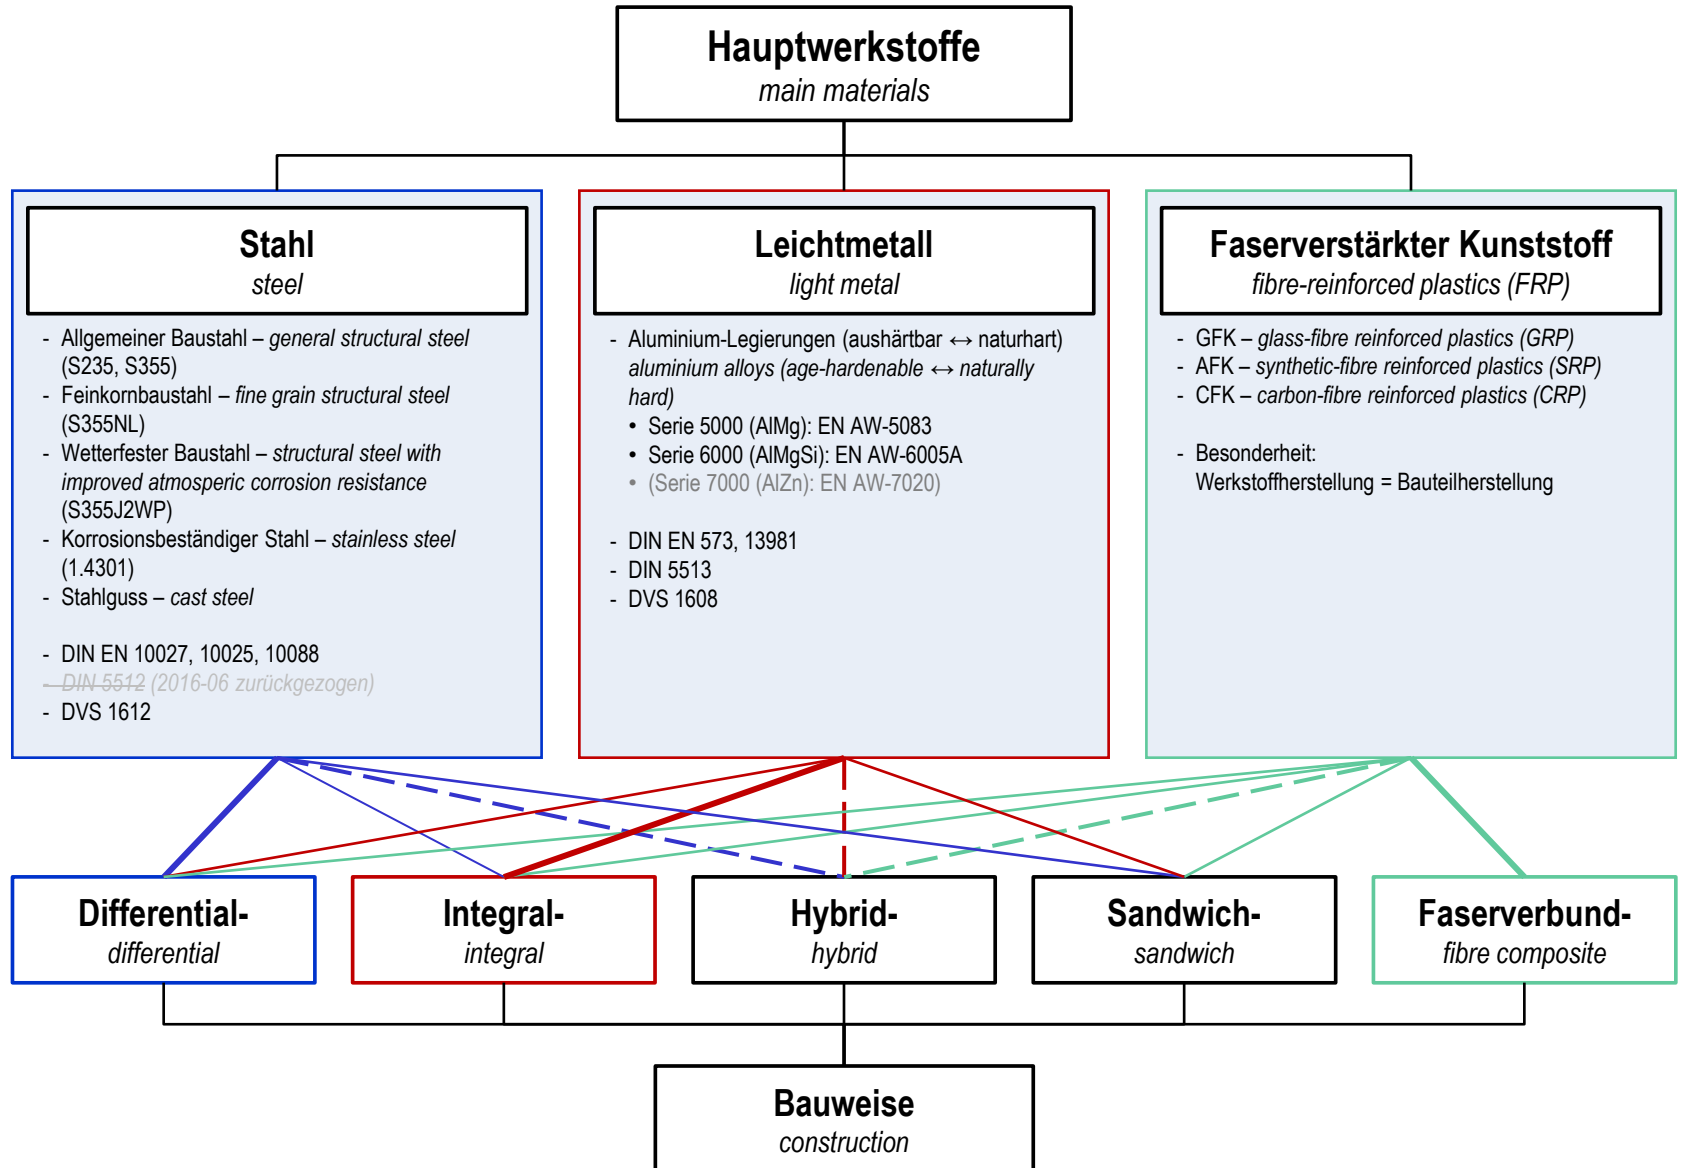 Hauptwerkstoffe
main materials
Stahl
steel
- Allgemeiner Baustahl – general structural steel
(S235, S355)
- Feinkornbaustahl – fine grain structural steel
(S355NL)
- Wetterfester Baustahl – structural steel with
improved atmosperic corrosion resistance
(S355J2WP)
- Korrosionsbeständiger Stahl – stainless steel
(1.4301)
- Stahlguss – cast steel
- DIN EN 10027, 10025, 10088
- DIN 5512 (2016-06 zurückgezogen)
- DVS 1612
Leichtmetall
light metal
- Aluminium-Legierungen (aushärtbar ↔ naturhart)
aluminium alloys (age-hardenable ↔ naturally
hard)
• Serie 5000 (AlMg): EN AW-5083
• Serie 6000 (AlMgSi): EN AW-6005A
• (Serie 7000 (AlZn): EN AW-7020)
- DIN EN 573, 13981
- DIN 5513
- DVS 1608
Faserverstärkter Kunststoff
fibre-reinforced plastics (FRP)
- GFK – glass-fibre reinforced plastics (GRP)
- AFK – synthetic-fibre reinforced plastics (SRP)
- CFK – carbon-fibre reinforced plastics (CRP)
- Besonderheit:
Werkstoffherstellung = Bauteilherstellung
Differential-
differential
Integral-
integral
Hybrid-
hybrid
Sandwich-
sandwich
Faserverbund-
fibre composite
Bauweise
construction